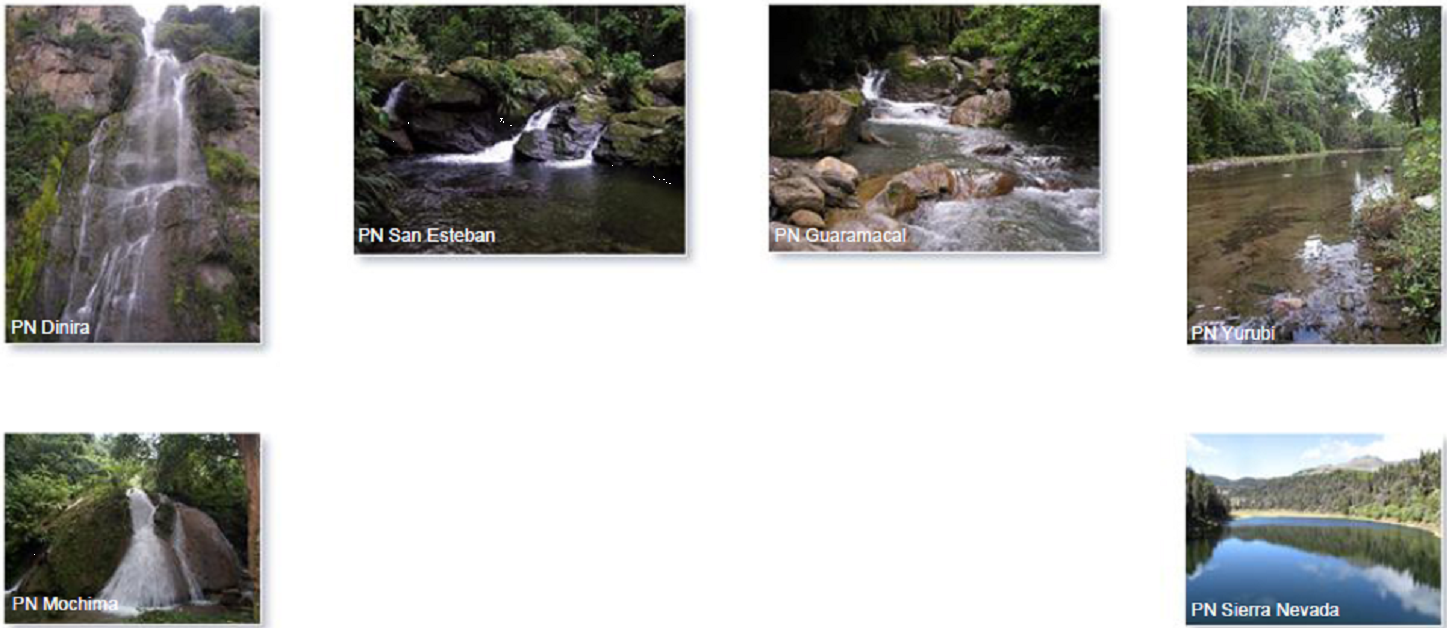 PN Dinira
PN San Esteban
PN Guaramacal
PN Yurubí
PN Mochima
PN Sierra Nevada